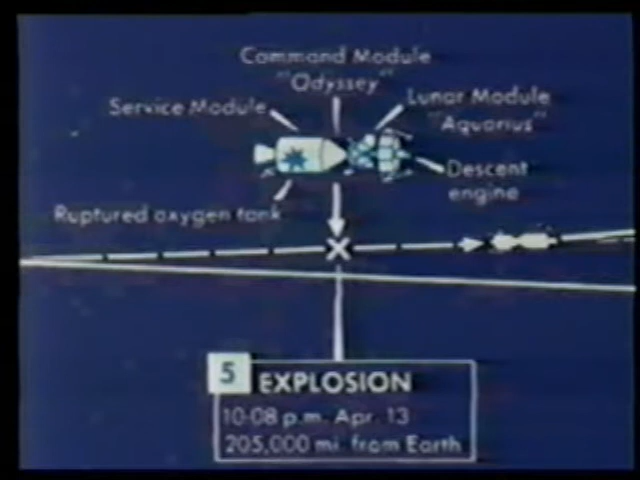 Command Module
"Odyssey"
Service Module
Lunar Module
"Aquarius"
Descent
engine
Ruptured oxygen tank
5
EXPLOSION
10:08 p.m. Apr. 13
205,000 mi. from Earth